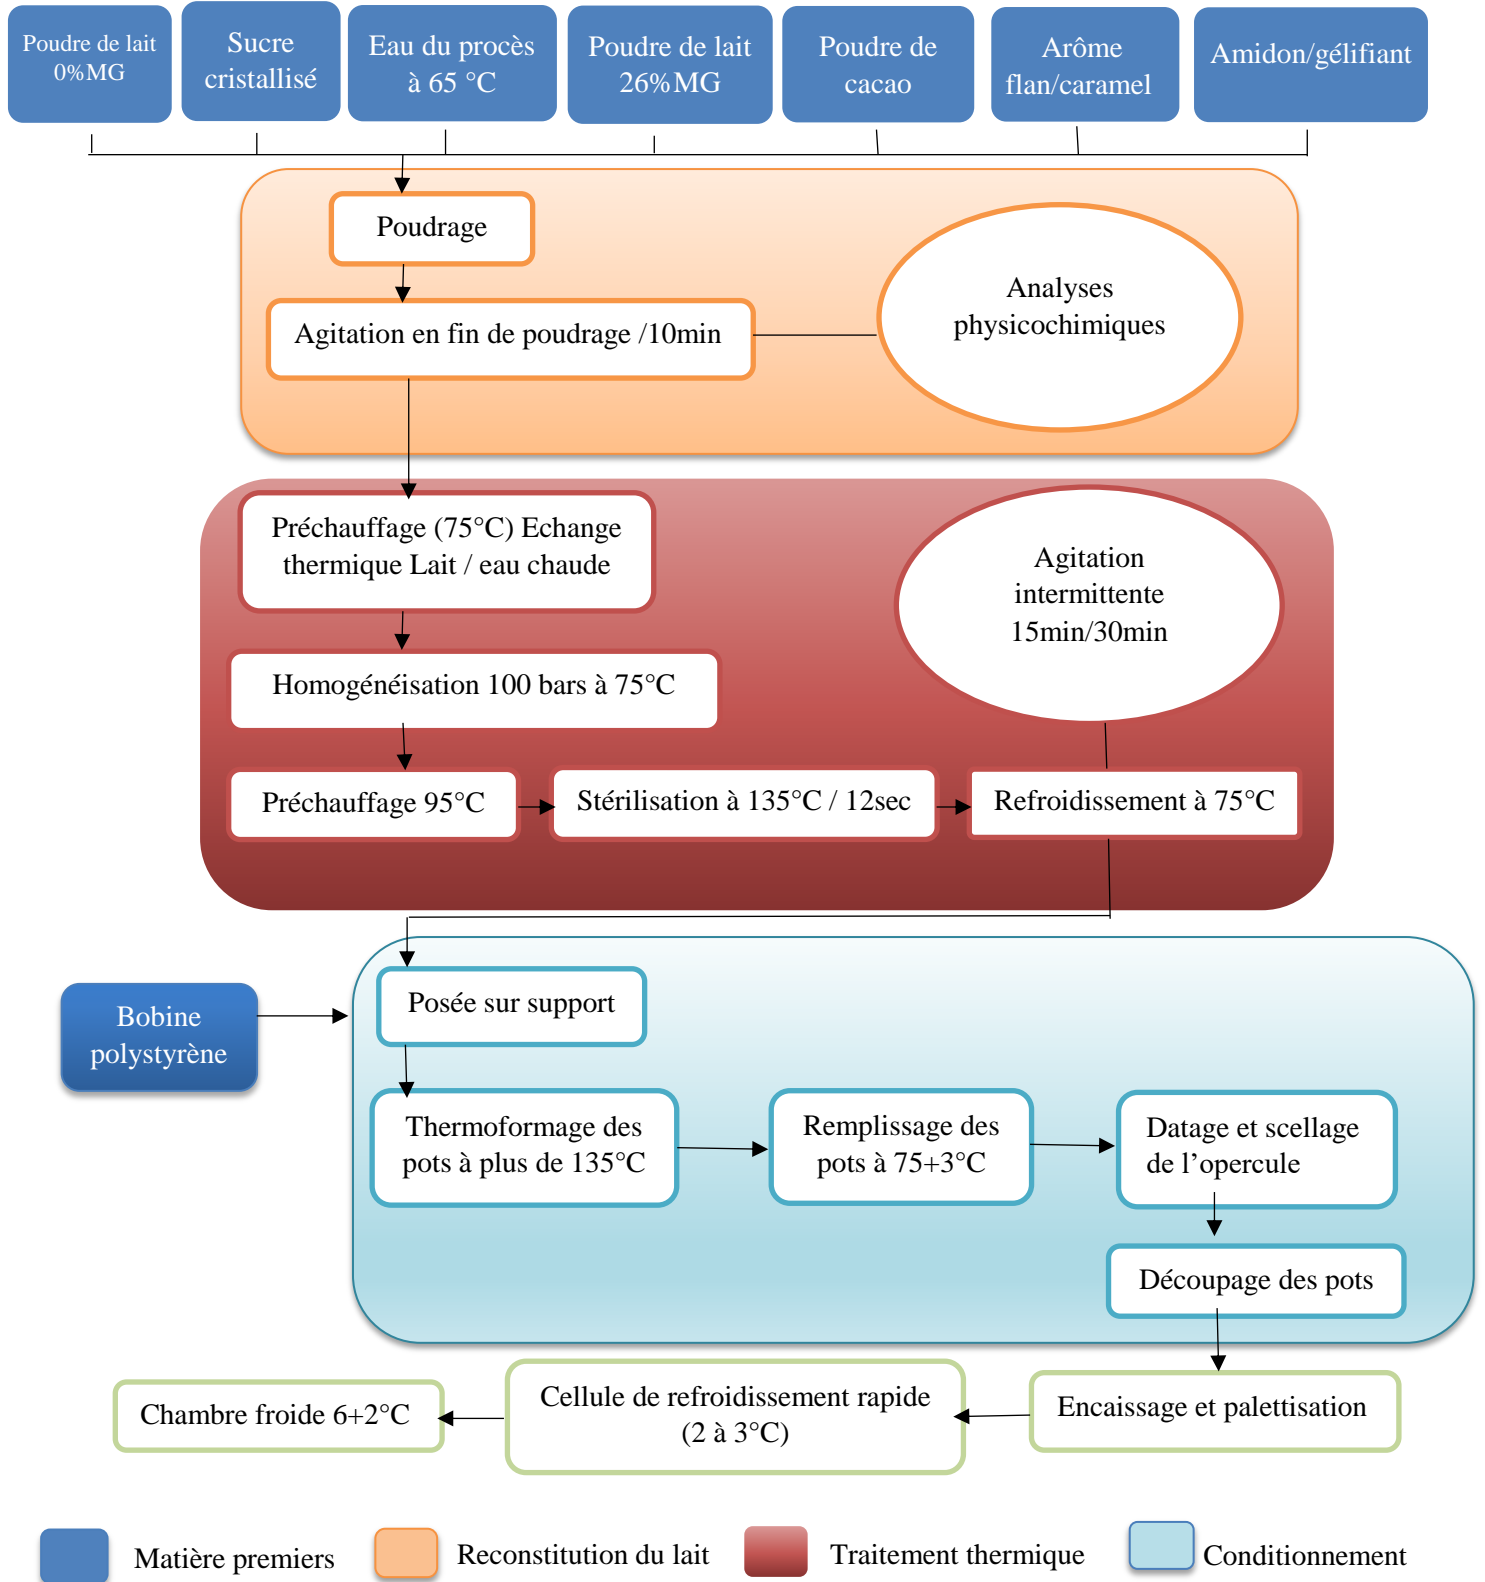 Poudre de lait
0%MG
Sucre
cristallisé
Eau du procès
à 65 °C
Poudre de lait
26%MG
Poudre de
cacao
Arôme
flan/caramel
Amidon/gélifiant
Poudrage
Agitation en fin de poudrage /10min
Analyses
physicochimiques
Préchauffage (75°C) Echange
thermique Lait / eau chaude
Agitation
intermittente
15min/30min
Homogénéisation 100 bars à 75°C
Préchauffage 95°C
Stérilisation à 135°C / 12sec
Refroidissement à 75°C
Posée sur support
Bobine
polystyrène
Thermoformage des
pots à plus de 135°C
Remplissage des
pots à 75+3°C
Datage et scellage
de l’opercule
Découpage des pots
Chambre froide 6+2°C
Cellule de refroidissement rapide
(2 à 3°C)
Encaissage et palettisation
Matière premiers
Reconstitution du lait
Traitement thermique
Conditionnement